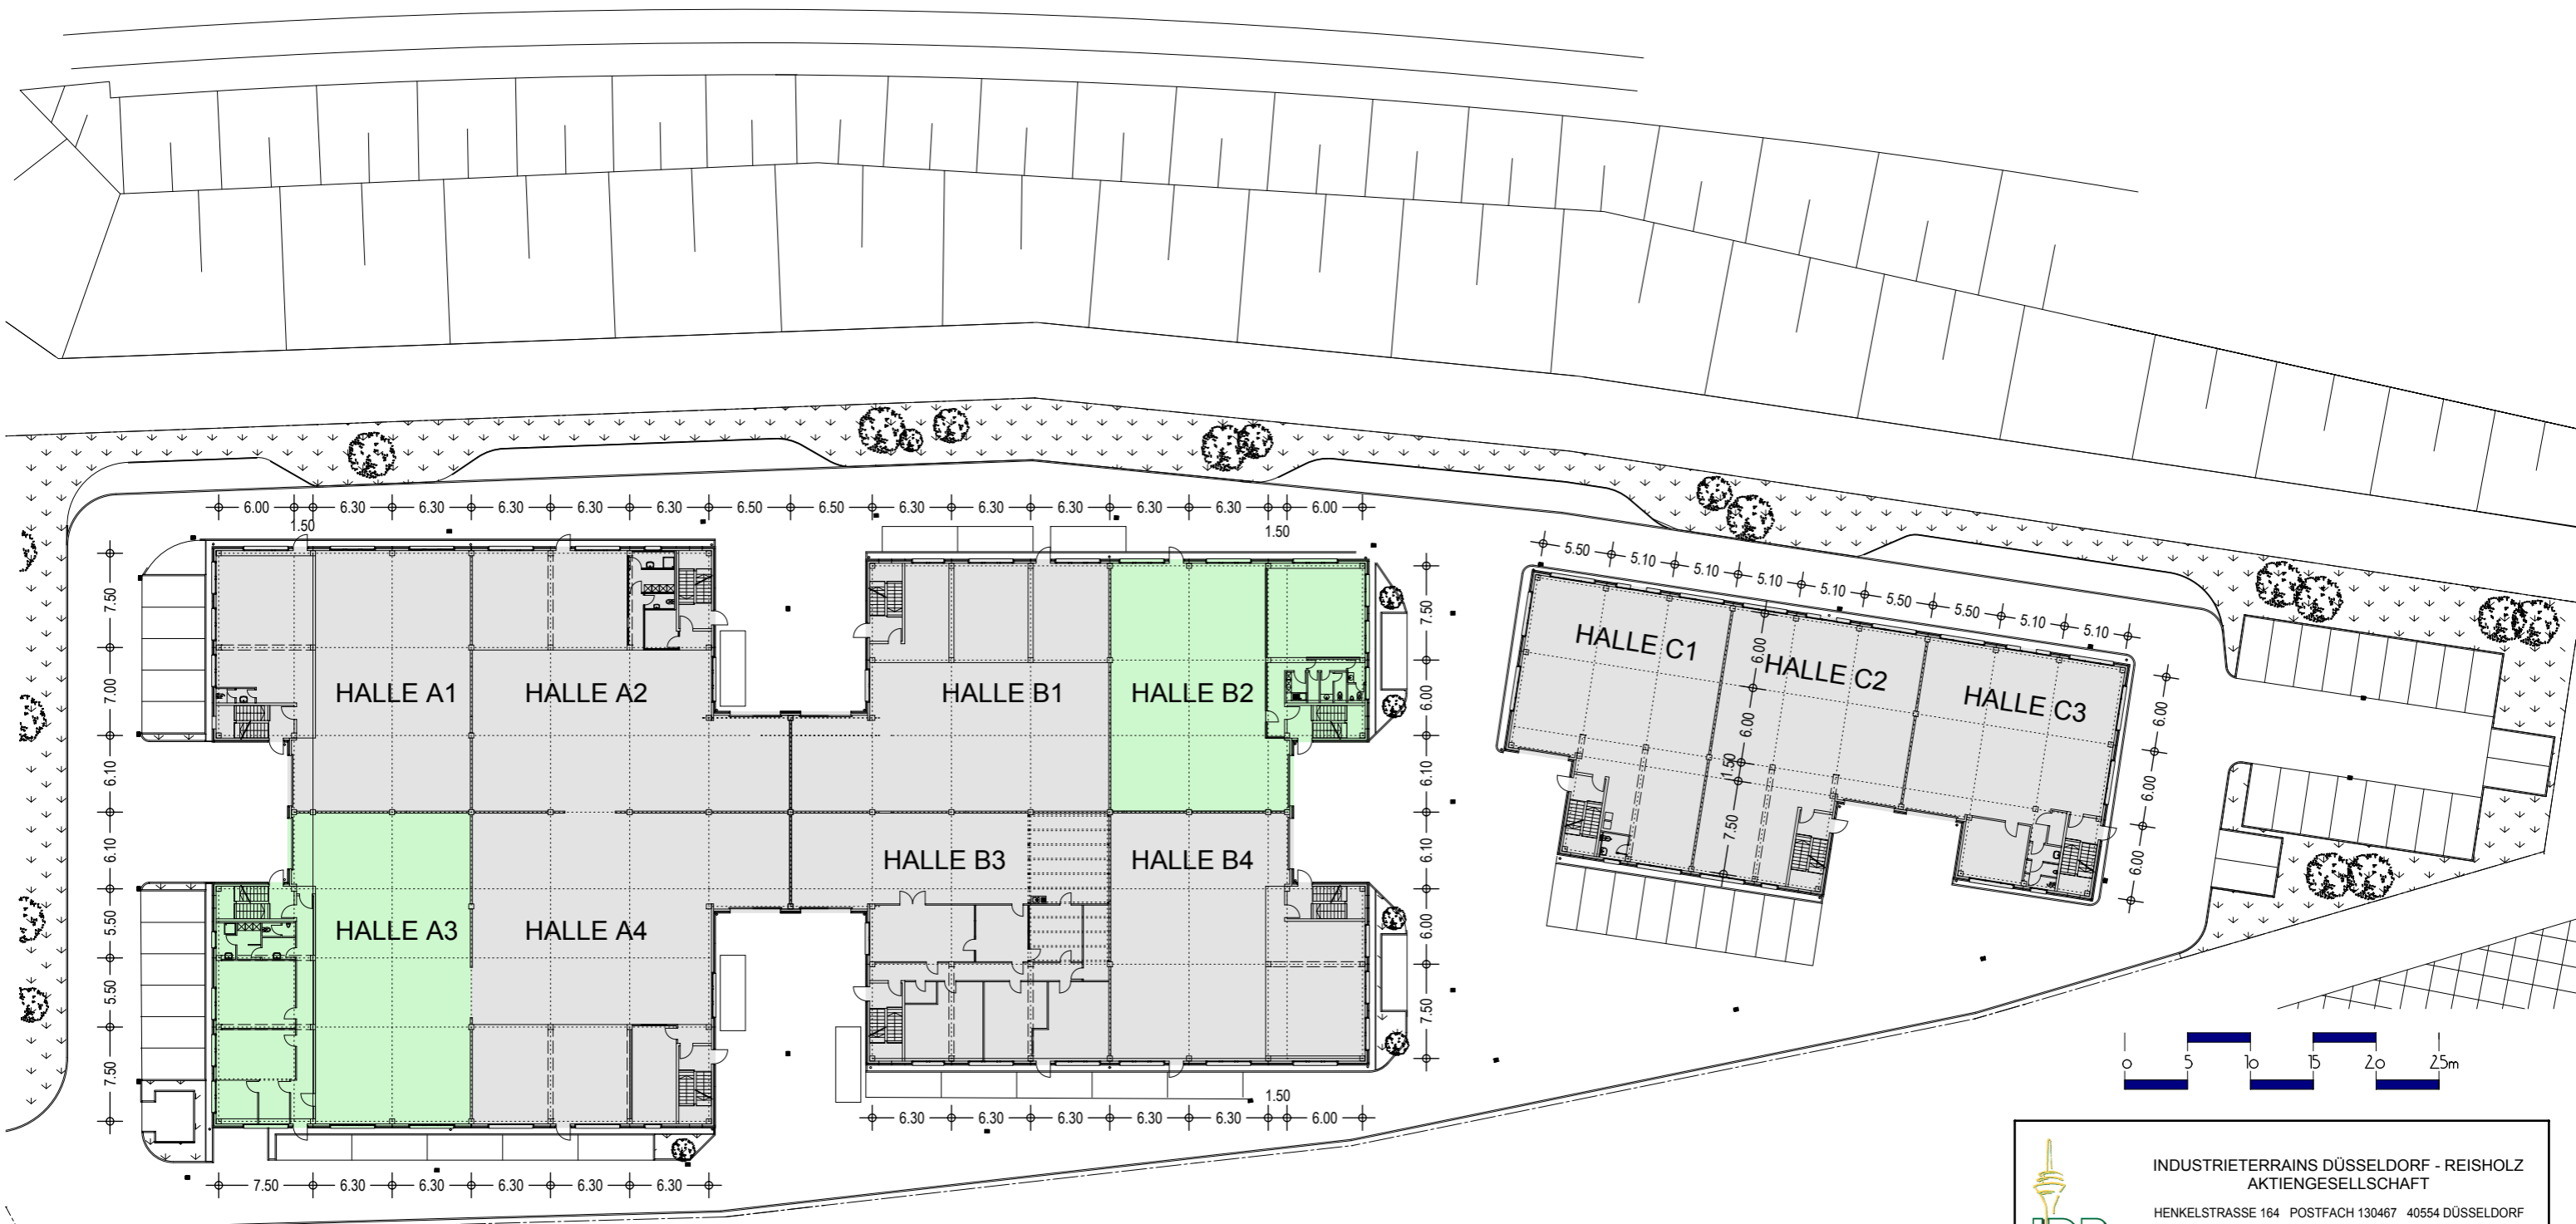 6.00 6.30 6.30 6.30 6.30 6.30 6.50 6.50 6.30 6.30 6.30 6.30 6.30 6.00
1.50
1.50
5.50 5.10 5.10 5.10 5.10 5.50 5.50 5.10 5.10
7.50
7.00
6.10
6.10
5.50
5.50
7.50
HALLE A1
HALLE A2
HALLE B1
HALLE B2
7.50
6.00
6.10
6.10
6.00
7.50
HALLE C1
HALLE C2
HALLE C3
6.00
6.00
1.50
7.50
6.00
6.00
6.00
HALLE B3
HALLE B4
HALLE A3
HALLE A4
0 5 10 15 20 25m
1.50
6.30 6.30 6.30 6.30 6.30 6.00
7.50 6.30 6.30 6.30 6.30 6.30
INDUSTRIETERRAINS DÜSSELDORF - REISHOLZ
AKTIENGESELLSCHAFT
HENKELSTRASSE 164 POSTFACH 130467 40554 DÜSSELDORF